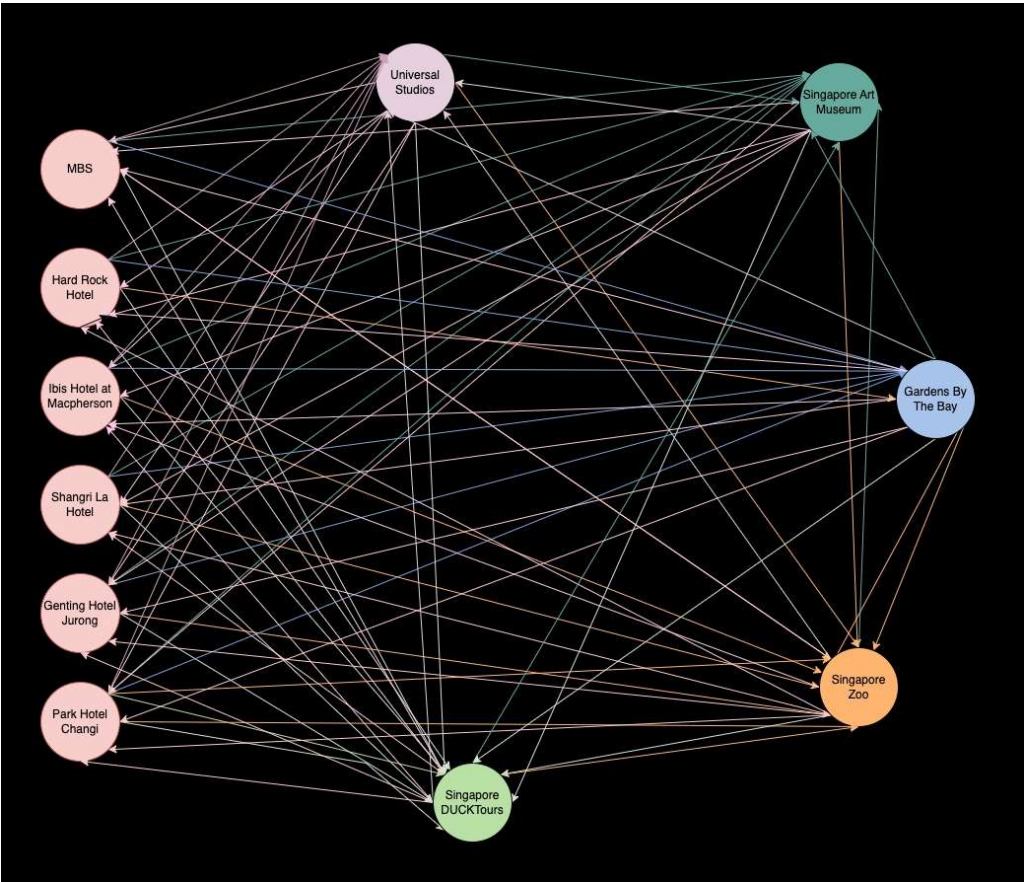 Universal
Studios
Singapore Art
Museum
MBS
Hard Rock
Hotel
Ibis Hotel at
Macpherson
Gardens By
The Bay
Shangri La
Hotel
Genting Hotel
Jurong
Singapore
Zoo
Park Hotel
Changi
Singapore
DUCKTours